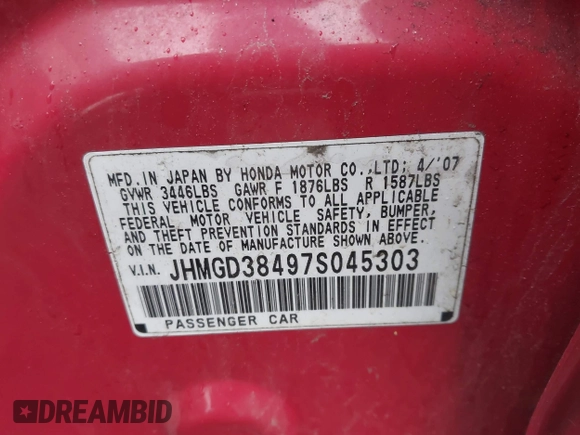 MFD.IN JAPAN BY HONDA MOTOR CO.,LTD; 4/'07
GVWR 3446LBS GAWR F 1876LBS R 1587LBS
THIS VEHICLE CONFORMS TO ALL APPLICABLE
FEDERAL MOTOR VEHICLE SAFETY, BUMPER,
AND THEFT PREVENTION STANDARDS IN EFFECT
ON THE DATE OF MANUFACTURE SHOWN ABOVE.
V.I.N. JHMGD38497S045303
PASSENGER CAR
DREAMBID